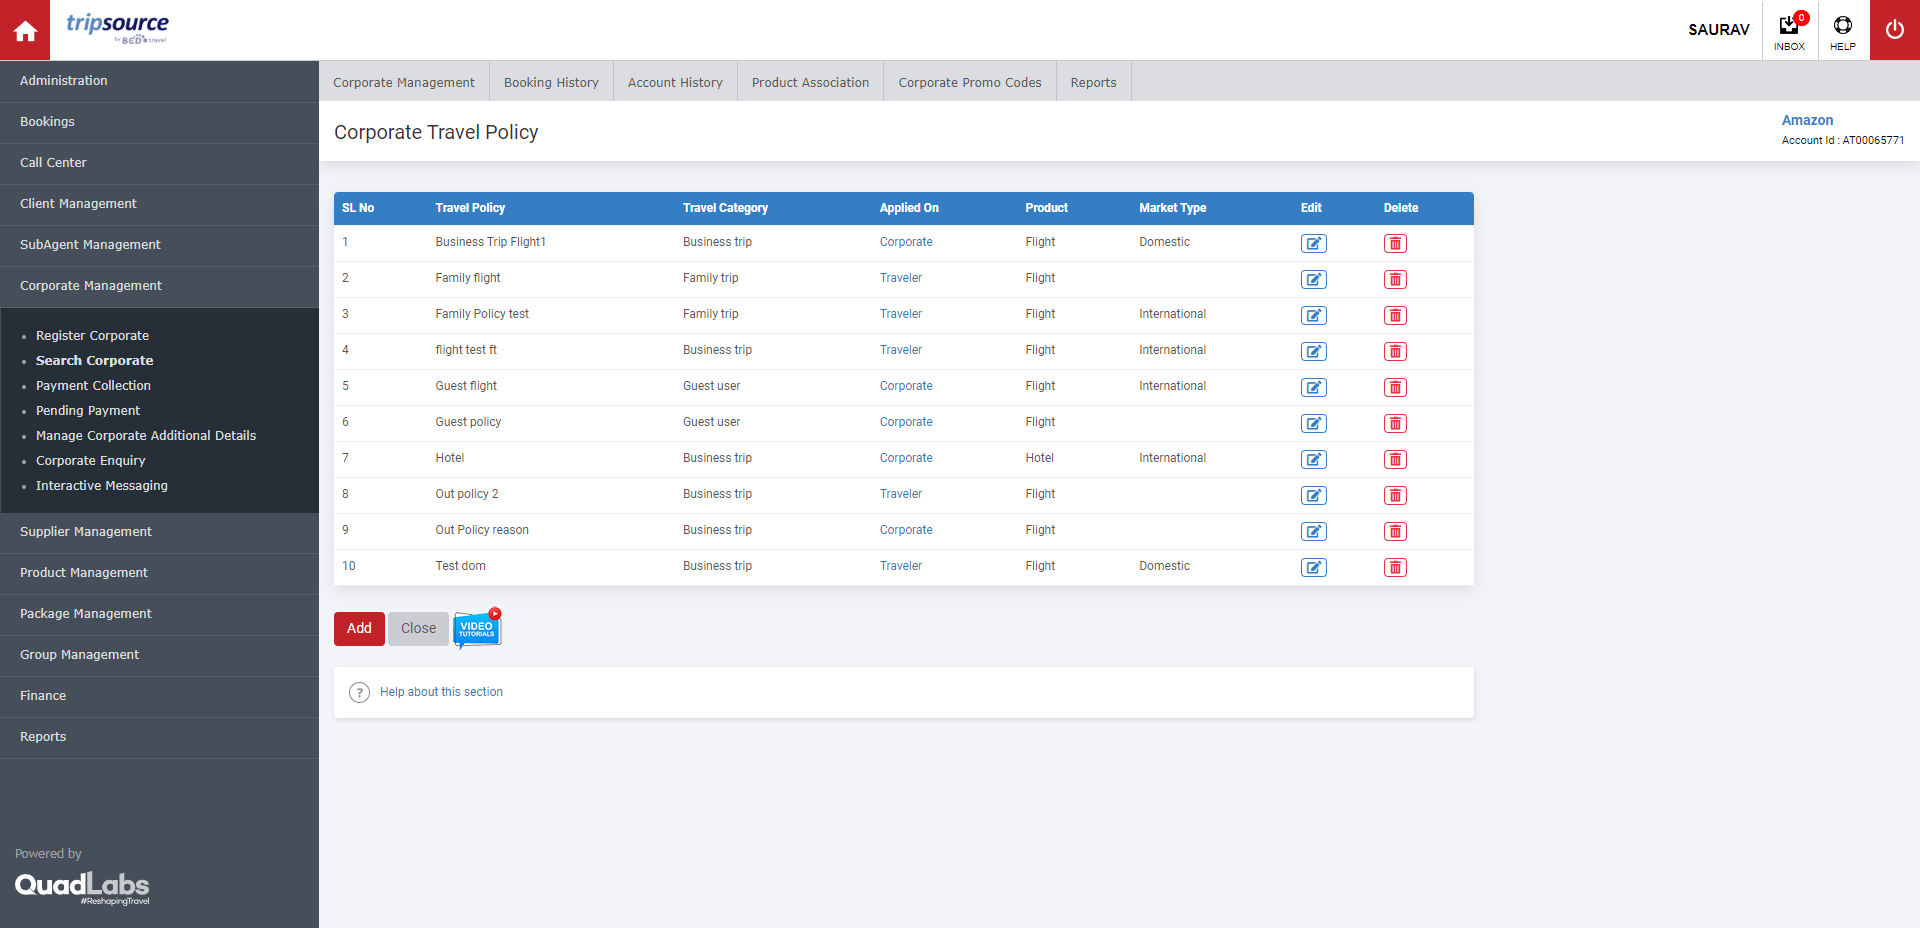 tripsource
by BCD travel
SAURAV
0
INBOX
HELP
Administration
Bookings
Call Center
Client Management
SubAgent Management
Corporate Management
Register Corporate
Search Corporate
Payment Collection
Pending Payment
Manage Corporate Additional Details
Corporate Enquiry
Interactive Messaging
Supplier Management
Product Management
Package Management
Group Management
Finance
Reports
Powered by
QuadLabs
#ReshapingTravel
Corporate Management Booking History Account History Product Association Corporate Promo Codes Reports
Corporate Travel Policy
Amazon
Account Id : AT00065771
SL No Travel Policy Travel Category Applied On Product Market Type Edit Delete
1 Business Trip Flight1 Business trip Corporate Flight Domestic
2 Family flight Family trip Traveler Flight
3 Family Policy test Family trip Traveler Flight International
4 flight test ft Business trip Traveler Flight International
5 Guest flight Guest user Corporate Flight International
6 Guest policy Guest user Corporate Flight
7 Hotel Business trip Corporate Hotel International
8 Out policy 2 Business trip Traveler Flight
9 Out Policy reason Business trip Corporate Flight
10 Test dom Business trip Traveler Flight Domestic
Add Close
VIDEO
TUTORIALS
? Help about this section